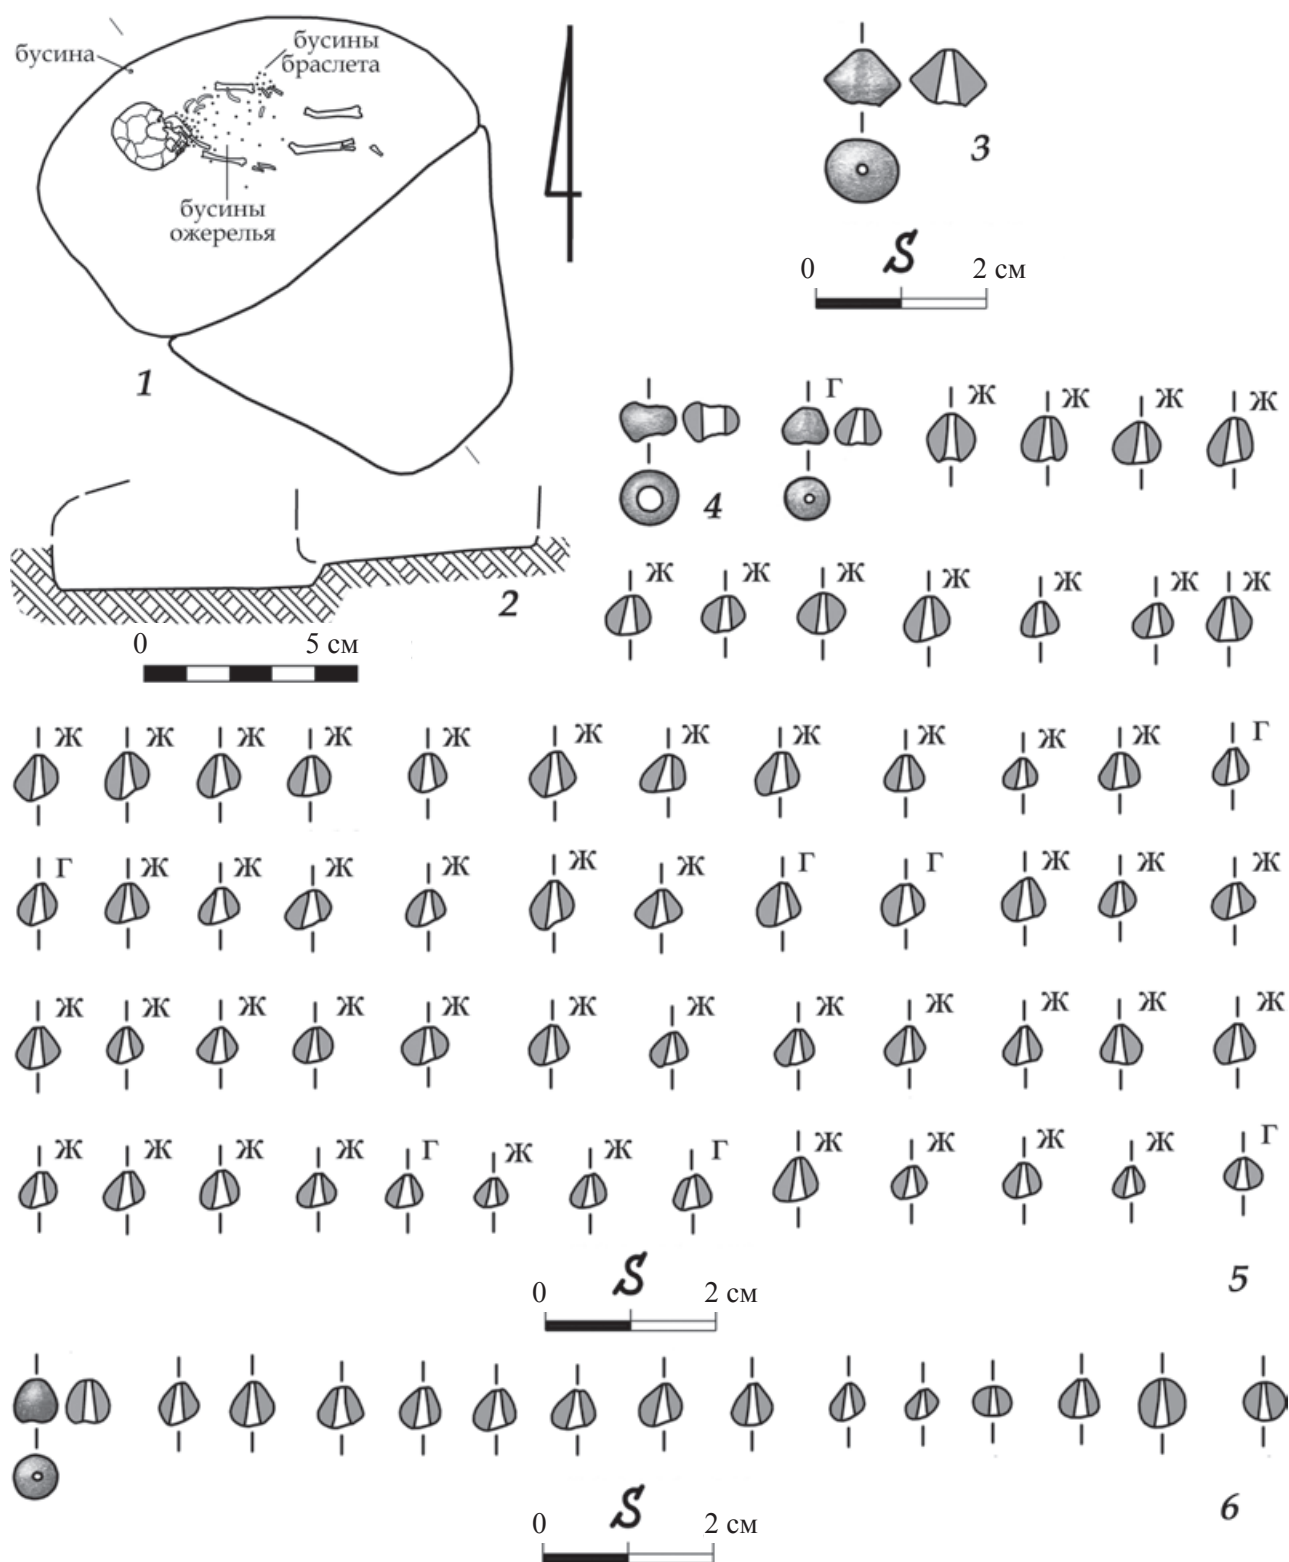 бусина
бусины
браслета
бусины
ожерелья
1
2
0 5 см
3
S
0 2 см
4
Г Ж Ж Ж Ж
Ж Ж Ж Ж Ж Ж Ж
Ж Ж Ж Ж Ж Ж Ж Ж Ж Ж Ж Г
Г Ж Ж Ж Ж Ж Ж Г Г Ж Ж Ж
Ж Ж Ж Ж Ж Ж Ж Ж Ж Ж Ж Ж
Ж Ж Ж Ж Г Ж Ж Г Ж Ж Ж Ж Г
5
S
0 2 см
6
S
0 2 см